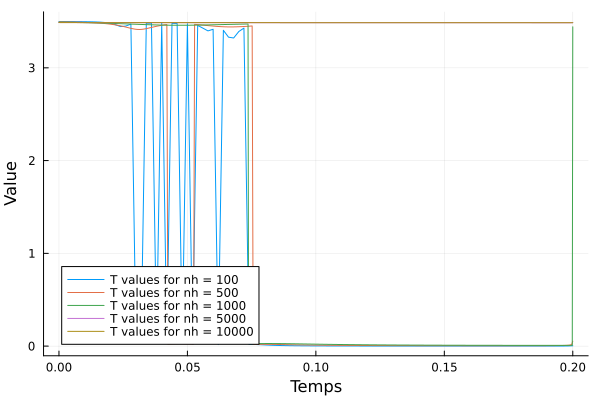 3
2
1
0
Value
T values for nh = 100
T values for nh = 500
T values for nh = 1000
T values for nh = 5000
T values for nh = 10000
0.00 0.05 0.10 0.15 0.20
Temps